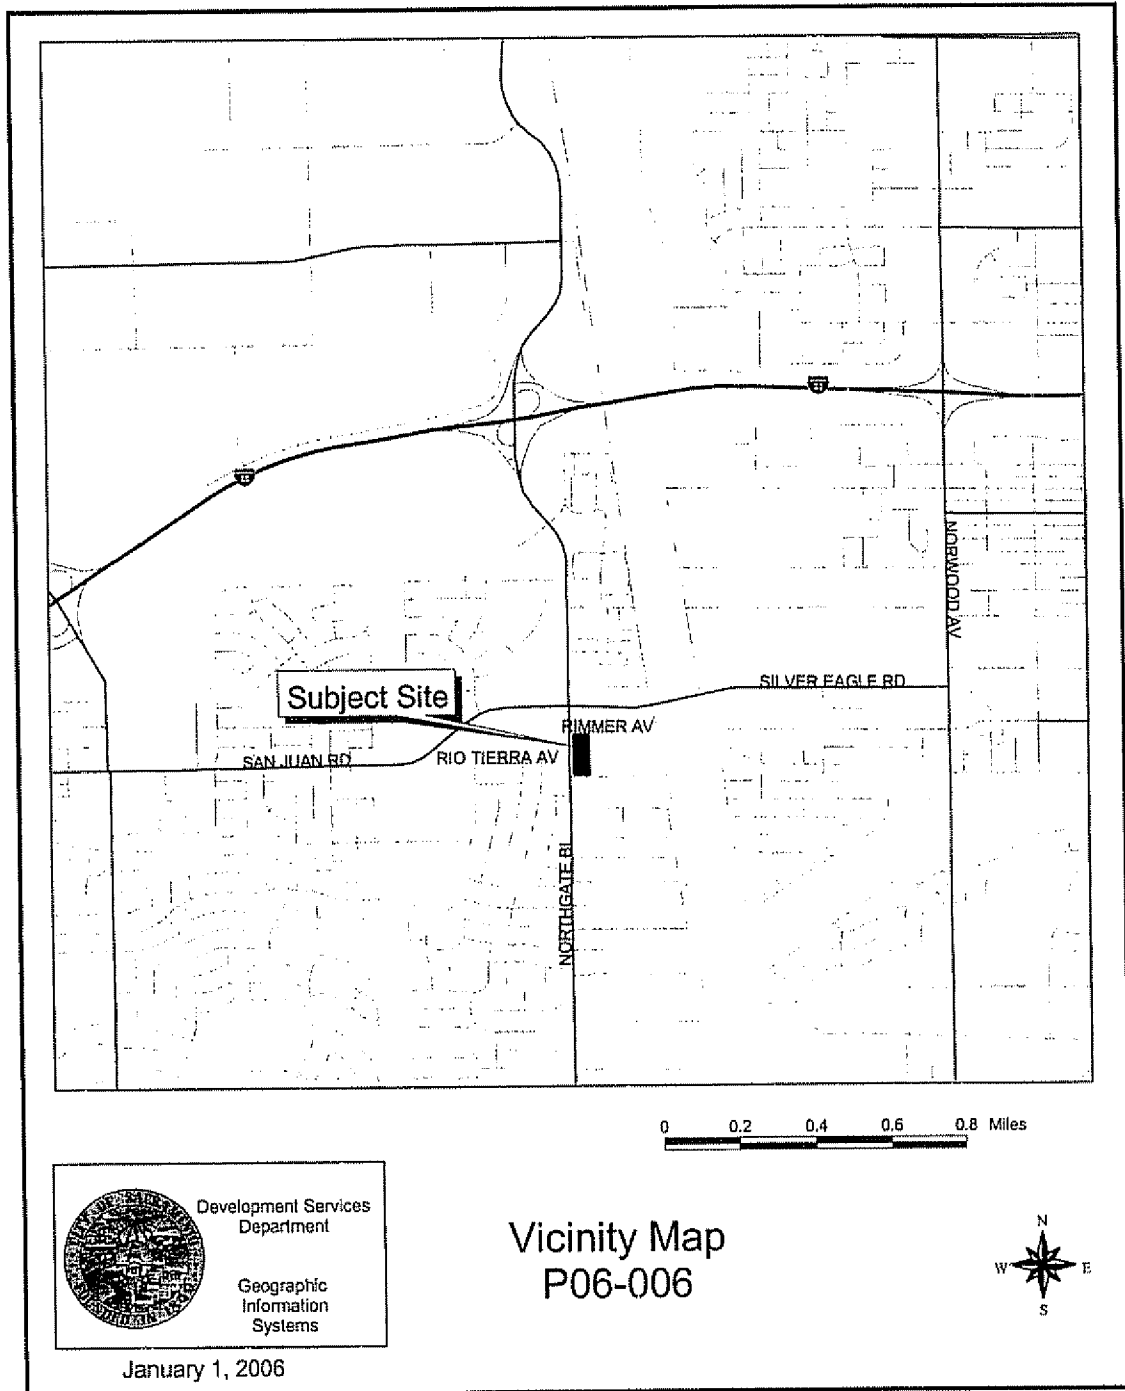 NORWOOD AV
SILVER EAGLE RD
Subject Site
RIMMER AV
SAN JUAN RD
RIO TIERRA AV
NORTHGATE Bl
0 0.2 0.4 0.6 0.8 Miles
Development Services
Department
Geographic
Information
Systems
Vicinity Map
P06-006
N
W E
S
January 1, 2006